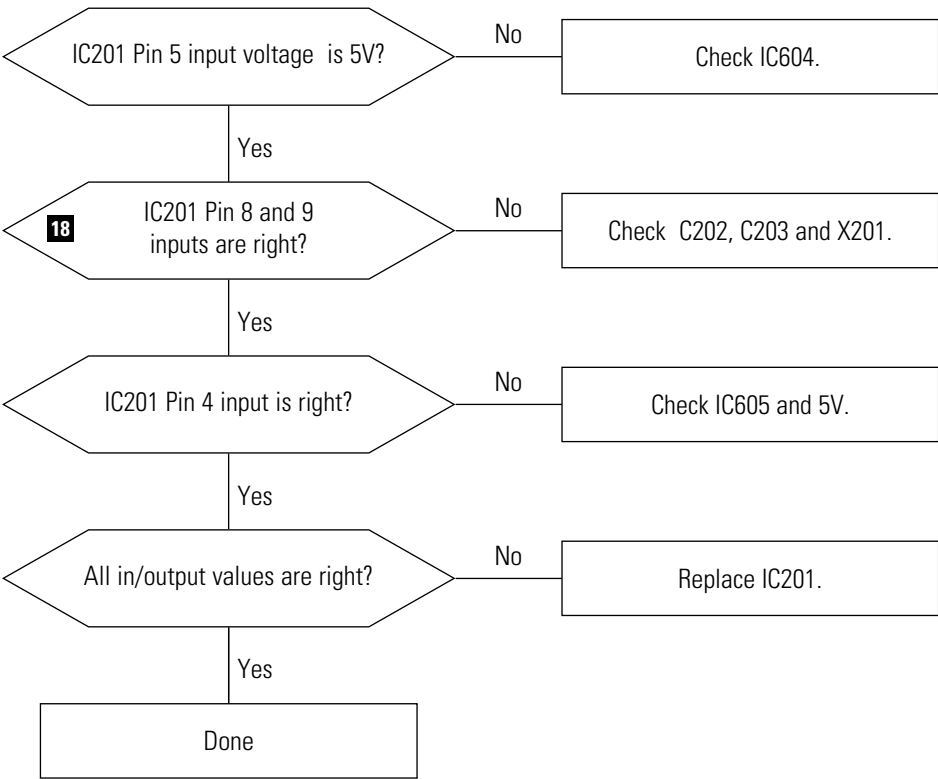 IC201 Pin 5 input voltage is 5V?
No
Check IC604.
Yes
18
IC201 Pin 8 and 9
inputs are right?
No
Check C202, C203 and X201.
Yes
IC201 Pin 4 input is right?
No
Check IC605 and 5V.
Yes
All in/output values are right?
No
Replace IC201.
Yes
Done